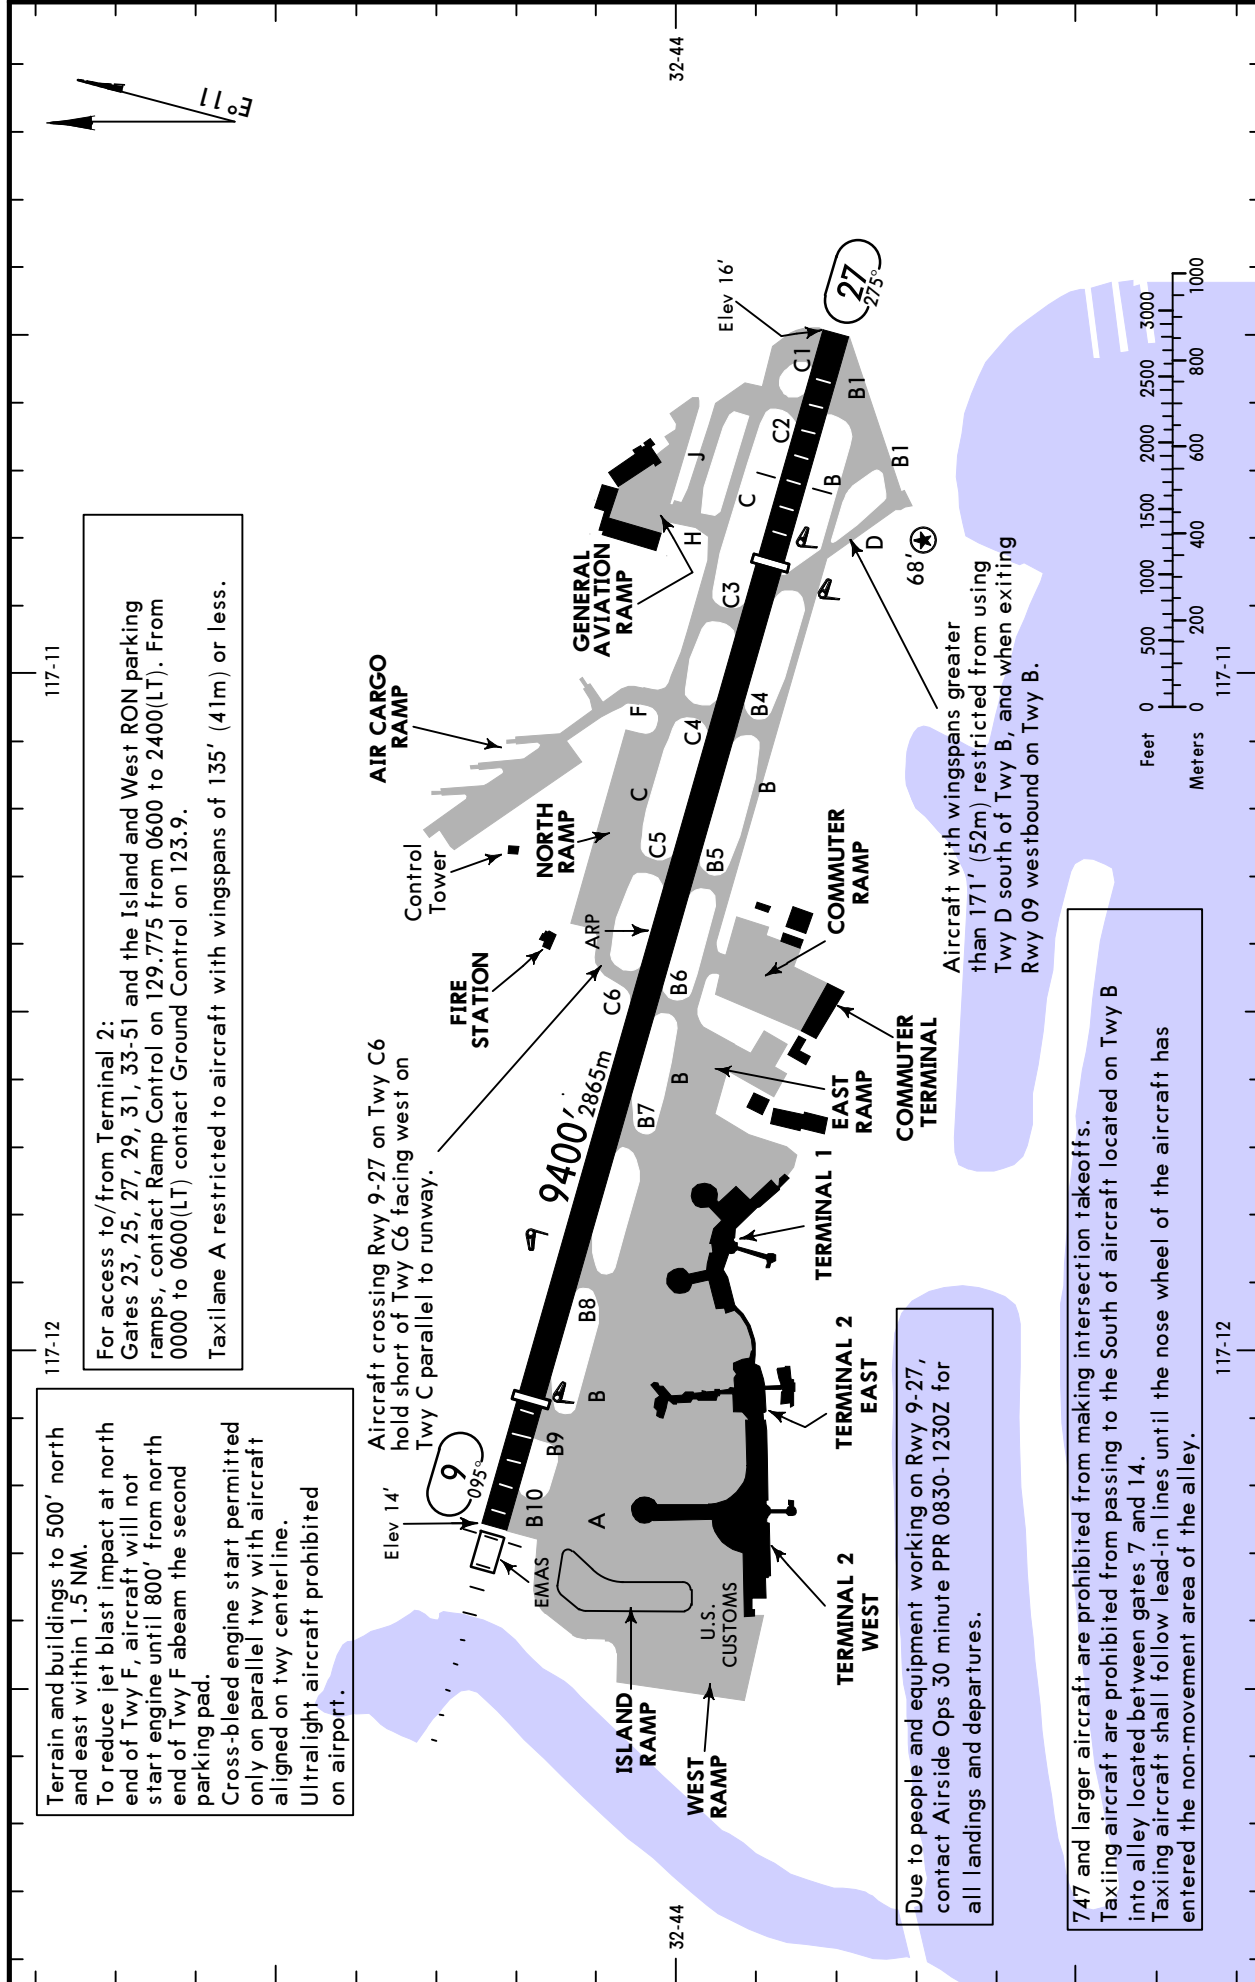 Terrain and buildings to 500' north
and east within 1.5 NM.
To reduce jet blast impact at north
end of Twy F, aircraft will not
start engine until 800' from north
end of Twy F abeam the second
parking pad.
Cross-bleed engine start permitted
only on parallel twy with aircraft
aligned on twy centerline.
Ultralight aircraft prohibited
on airport.
117-12
117-11
For access to/from Terminal 2:
Gates 23, 25, 27, 29, 31, 33-51 and the Island and West RON parking
ramps, contact Ramp Control on 129.775 from 0600 to 2400(LT). From
0000 to 0600(LT) contact Ground Control on 123.9.
Taxilane A restricted to aircraft with wingspans of 135' (41m) or less.
11°E
Aircraft crossing Rwy 9-27 on Twy C6
hold short of Twy C6 facing west on
Twy C parallel to runway.
Control
Tower
AIR CARGO
RAMP
FIRE
STATION
NORTH
RAMP
GENERAL
AVIATION
RAMP
Elev 14'
9
095°
9400'
2865m
ARP
EMAS
B10
B9
B8
B7
B6
B5
B4
B
B
B
B
B1
B1
A
C6
C5
C4
C3
C2
C1
C
C
F
H
J
D
Elev 16'
27
275°
68'
32-44
32-44
ISLAND
RAMP
WEST
RAMP
U.S.
CUSTOMS
TERMINAL 2
WEST
TERMINAL 2
EAST
TERMINAL 1
EAST
RAMP
COMMUTER
TERMINAL
COMMUTER
RAMP
Aircraft with wingspans greater
than 171' (52m) restricted from using
Twy D south of Twy B, and when exiting
Rwy 09 westbound on Twy B.
Due to people and equipment working on Rwy 9-27,
contact Airside Ops 30 minute PPR 0830-1230Z for
all landings and departures.
747 and larger aircraft are prohibited from making intersection takeoffs.
Taxiing aircraft are prohibited from passing to the South of aircraft located on Twy B
into alley located between gates 7 and 14.
Taxiing aircraft shall follow lead-in lines until the nose wheel of the aircraft has
entered the non-movement area of the alley.
Feet 0 500 1000 1500 2000 2500 3000
Meters 0 200 400 600 800 1000
117-12
117-11